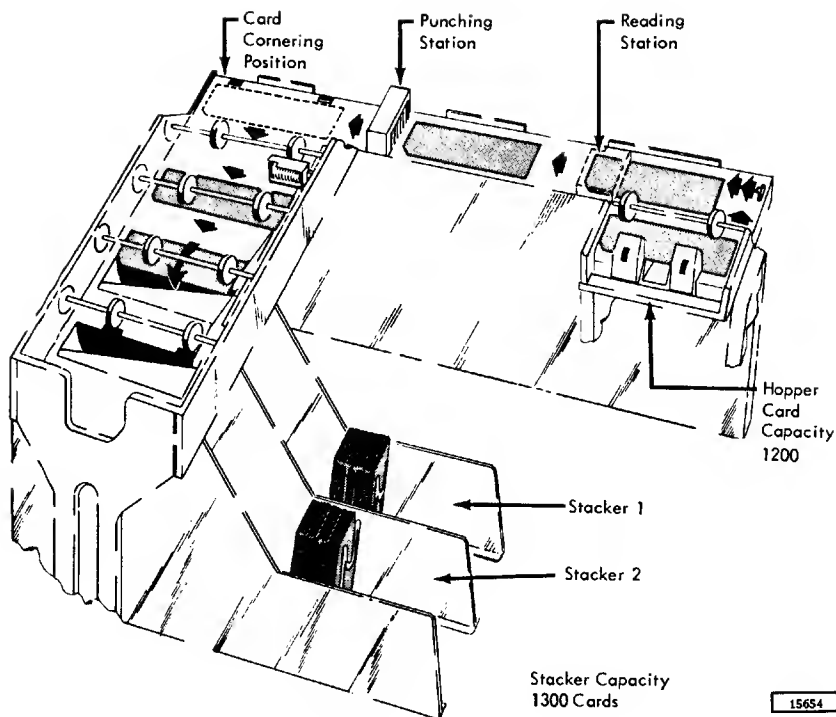 Card
Cornering
Position
Punching
Station
Reading
Station
Hopper
Card
Capacity
1200
Stacker 1
Stacker 2
Stacker Capacity
1300 Cards
15654